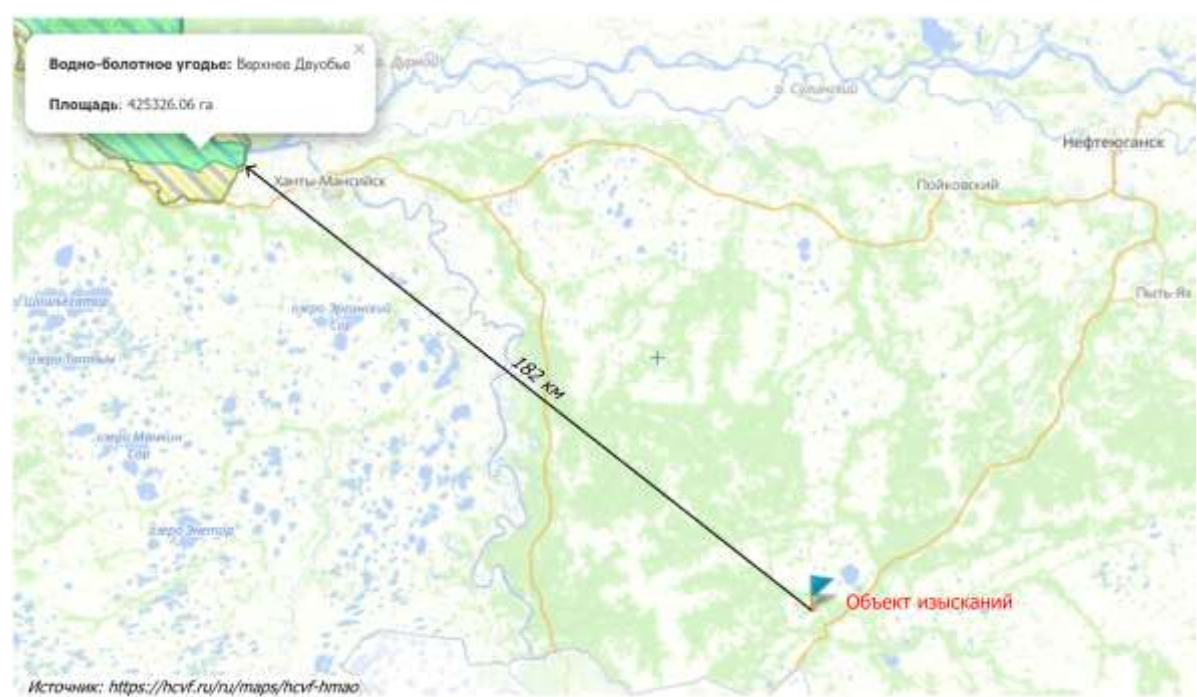 Водно-болотное угодье: Верхнее Двуобье
Площадь: 425326.06 га
Нефтеюганск
Ханты-Мансийск
Пойковский
Пыть-Ях
182 км
Объект изысканий
Источник: https://hcvf.ru/ru/maps/hcvf-hmao